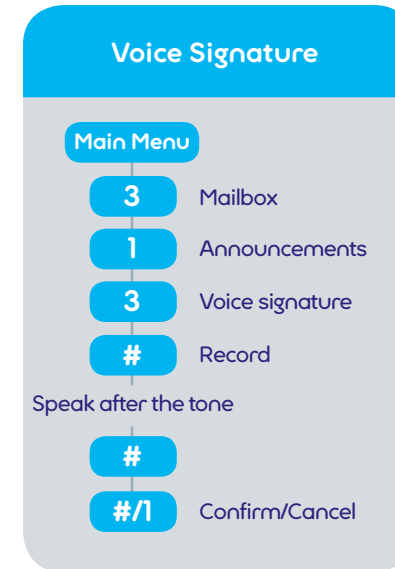 Voice Signature
Main Menu
3 Mailbox
1 Announcements
3 Voice signature
# Record
Speak after the tone
#
#/1 Confirm/Cancel